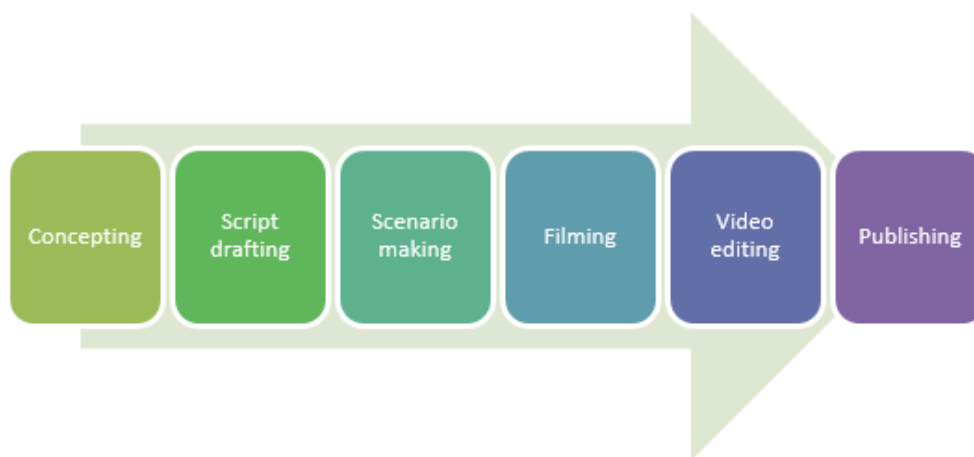 Concepting
Script
drafting
Scenario
making
Filming
Video
editing
Publishing